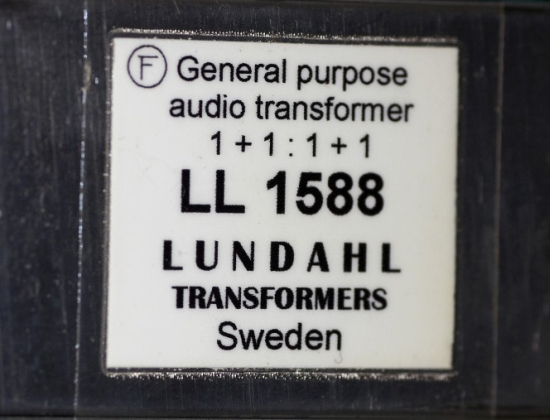 F General purpose
audio transformer
1 + 1 : 1 + 1
LL 1588
LUNDAHL
TRANSFORMERS
Sweden